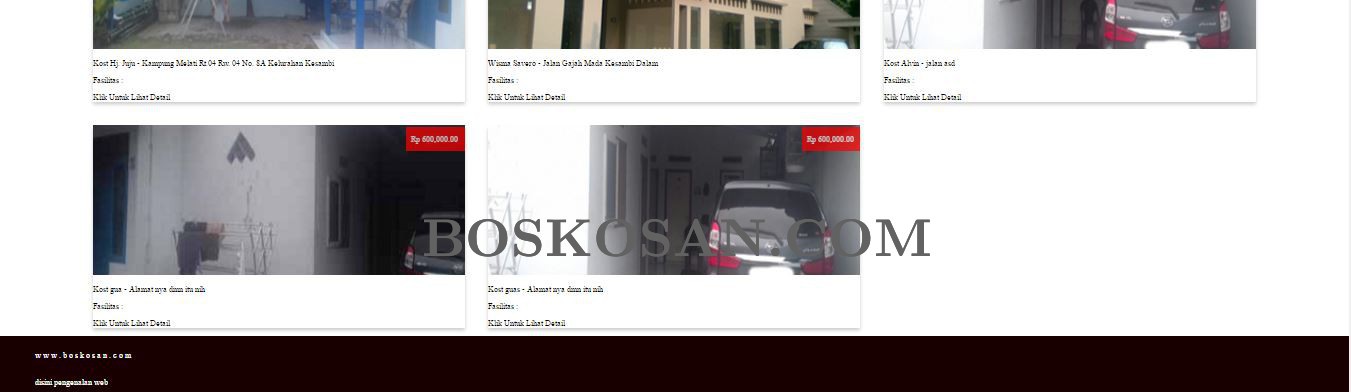 Kost Hj. Juju - Kampung Melati Rt.04 Rw. 04 No. 8A Kelurahan Kesambi
Fasilitas :
Klik Untuk Lihat Detail
Wisma Savero - Jalan Gajah Mada Kesambi Dalam
Fasilitas :
Klik Untuk Lihat Detail
Kost Alvin - jalan asd
Fasilitas :
Klik Untuk Lihat Detail
Rp 600,000.00
Kost gua - Alamat nya dimn itu nih
Fasilitas :
Klik Untuk Lihat Detail
Rp 600,000.00
Kost guas - Alamat nya dimn itu nih
Fasilitas :
Klik Untuk Lihat Detail
BOSKOSAN.COM
www.boskosan.com
disini pengenalan web